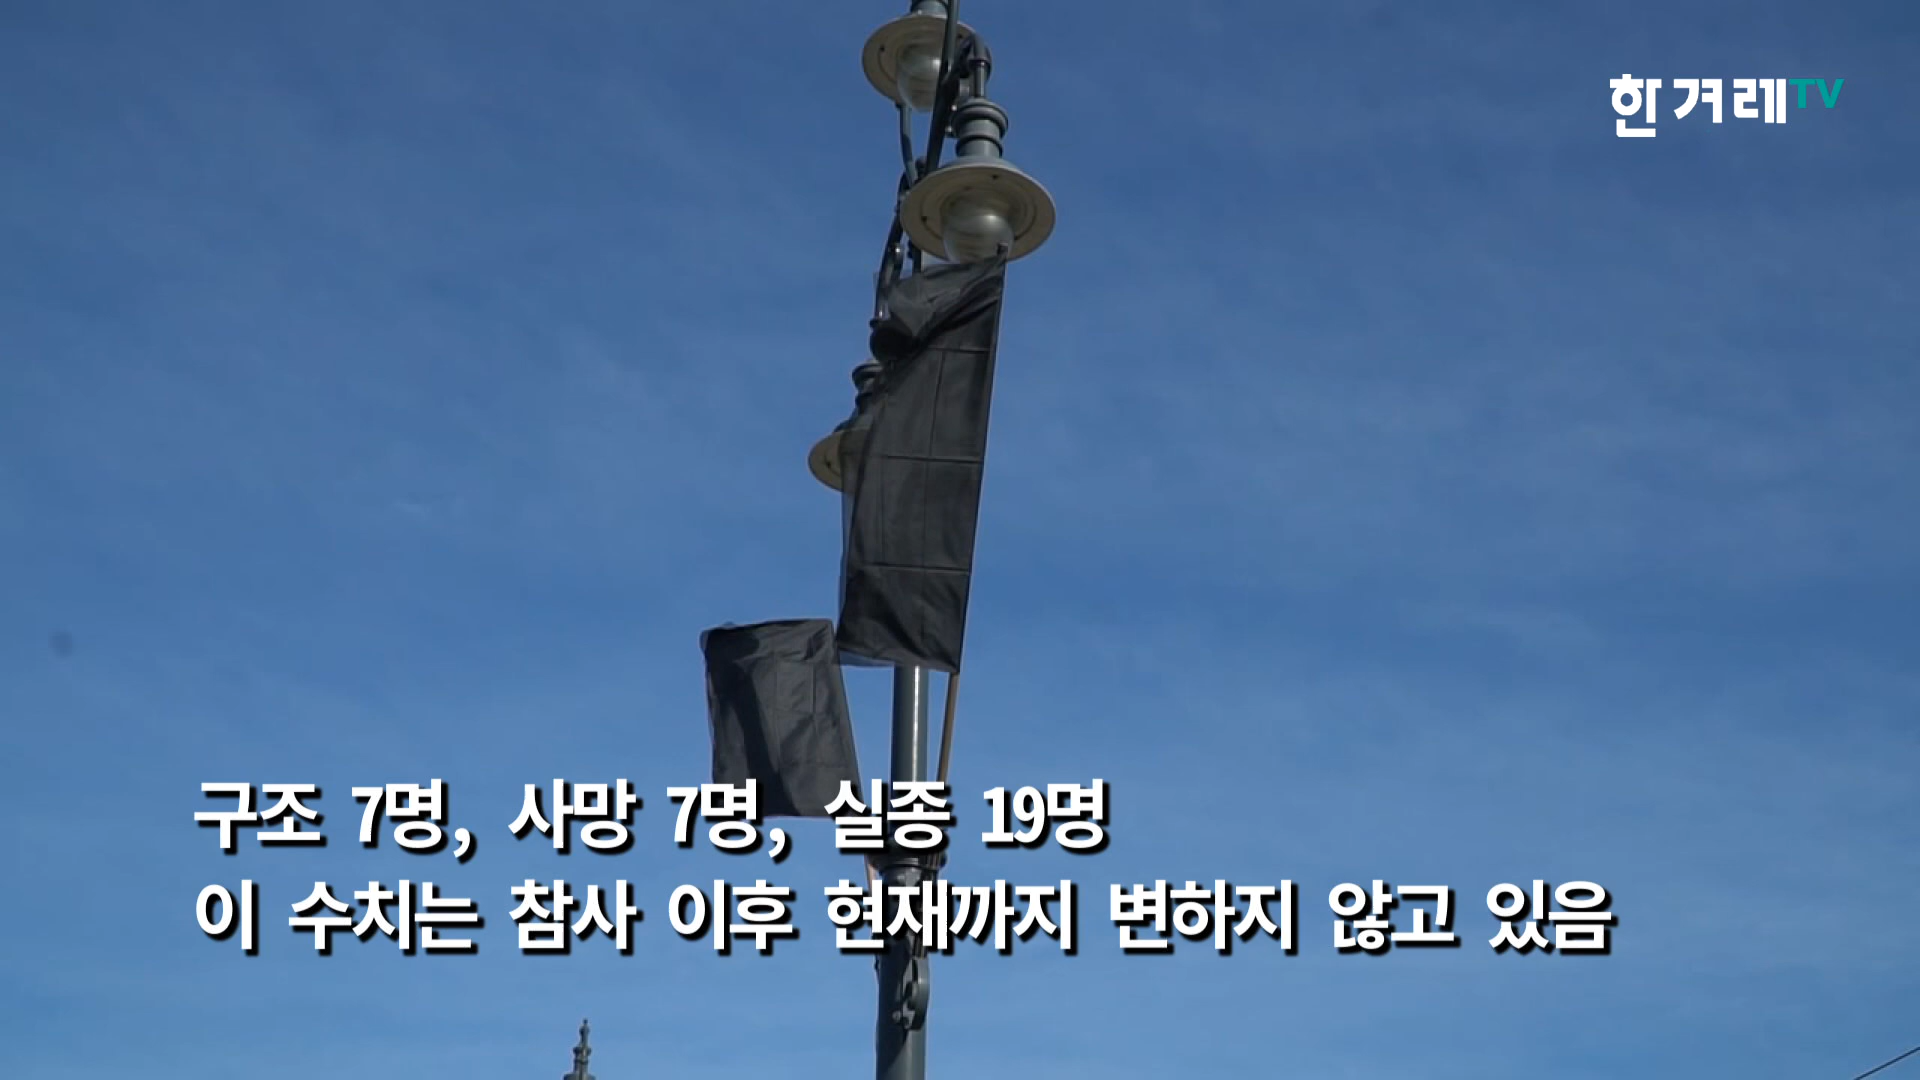 한겨레TV
구조 7명, 사망 7명, 실종 19명
이 수치는 참사 이후 현재까지 변하지 않고 있음